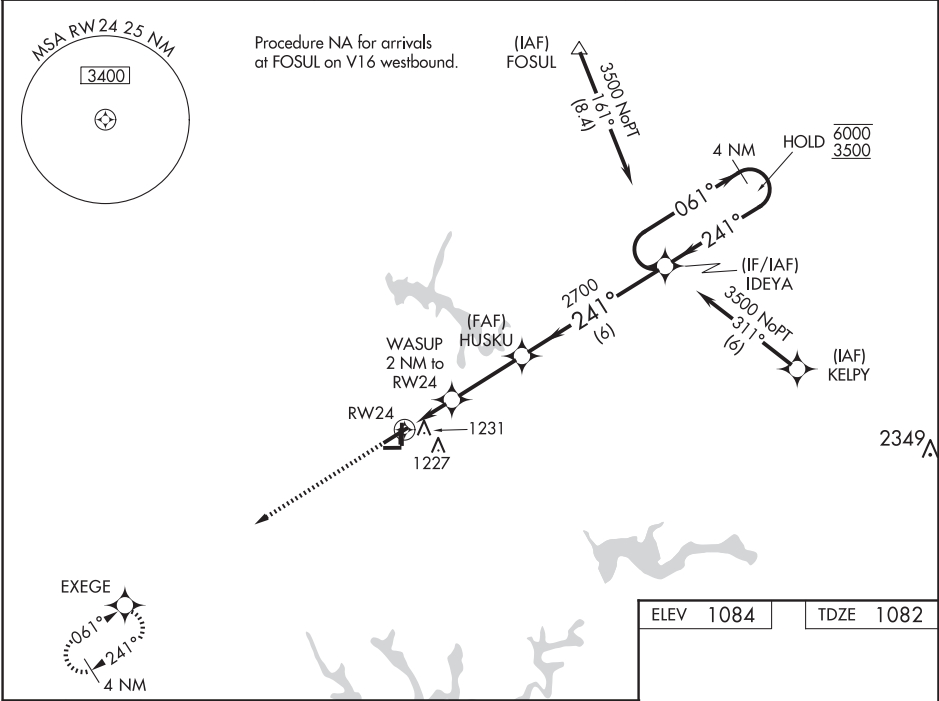 MSA RW24 25 NM
3400
Procedure NA for arrivals
at FOSUL on V16 westbound.
(IAF)
FOSUL
3500 NoPT
161°
(8.4)
4 NM
HOLD
6000
3500
061°
241°
(IF/IAF)
IDEYA
3500 NoPT
311°
(6)
(IAF)
KELPY
2700
241°
(6)
(FAF)
HUSKU
WASUP
2 NM to
RW24
RW24
1231
1227
2349
EXEGE
061°
241°
4 NM
ELEV 1084
TDZE 1082